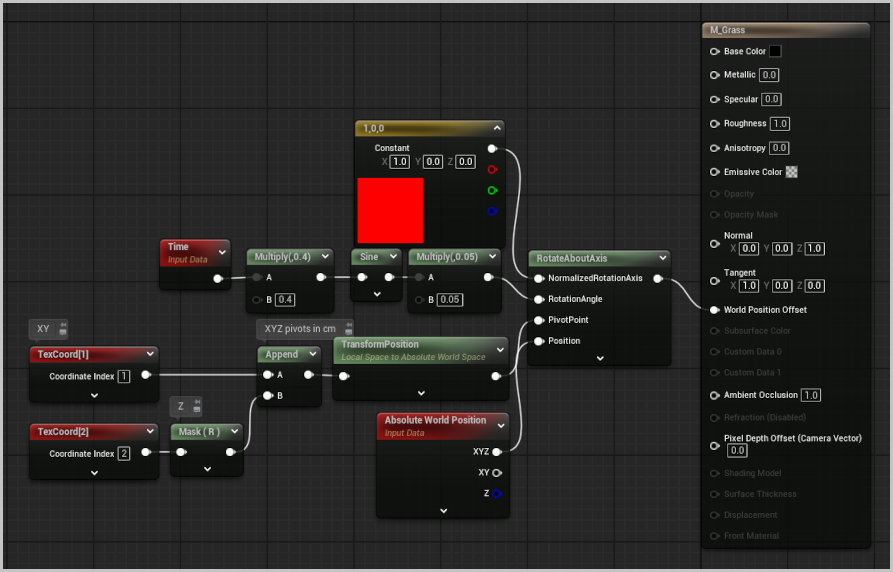 M_Grass
Base Color
Metallic 0.0
Specular 0.0
Roughness 1.0
Anisotropy 0.0
Emissive Color
Opacity
Opacity Mask
Normal
X 0.0 Y 0.0 Z 1.0
Tangent
X 1.0 Y 0.0 Z 0.0
World Position Offset
Subsurface Color
Custom Data 0
Custom Data 1
Ambient Occlusion 1.0
Refraction (Disabled)
Pixel Depth Offset (Camera Vector)
0.0
Shading Model
Surface Thickness
Displacement
Front Material
1,0,0
Constant
X 1.0 Y 0.0 Z 0.0
Time
Input Data
Multiply(,0.4)
A
B 0.4
Sine
Multiply(,0.05)
A
B 0.05
RotateAboutAxis
NormalizedRotationAxis
RotationAngle
PivotPoint
Position
XY
TexCoord[1]
Coordinate Index 1
XYZ pivots in cm
Append
A
B
TransformPosition
Local Space to Absolute World Space
Z
TexCoord[2]
Coordinate Index 2
Mask ( R )
Absolute World Position
Input Data
XYZ
XY
Z